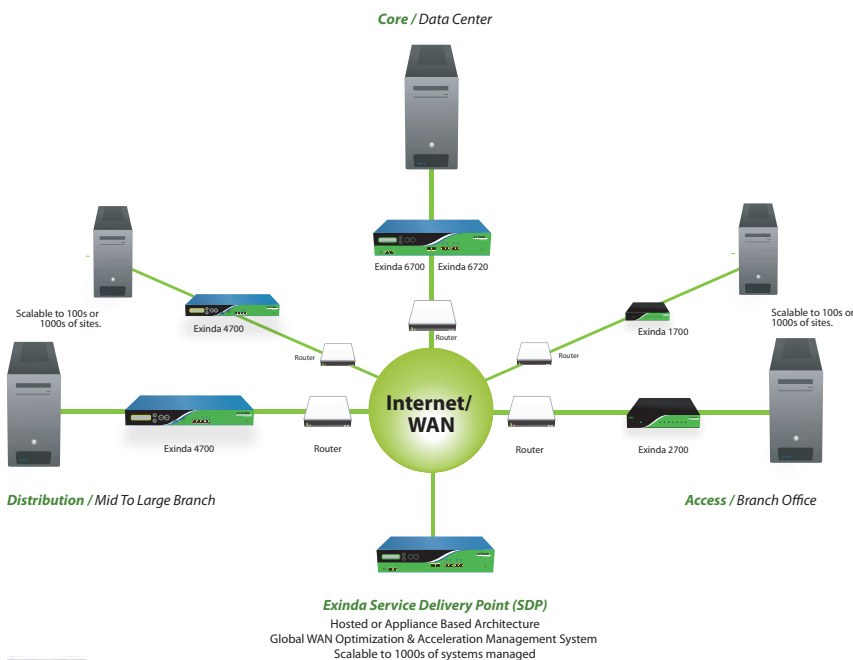 Core / Data Center
Exinda 6700 Exinda 6720
Scalable to 100s or
1000s of sites.
Exinda 4700
Router
Router
Router
Exinda 1700
Scalable to 100s or
1000s of sites.
Internet/
WAN
Exinda 4700
Router
Router
Exinda 2700
Distribution / Mid To Large Branch
Access / Branch Office
Exinda Service Delivery Point (SDP)
Hosted or Appliance Based Architecture
Global WAN Optimization & Acceleration Management System
Scalable to 1000s of systems managed